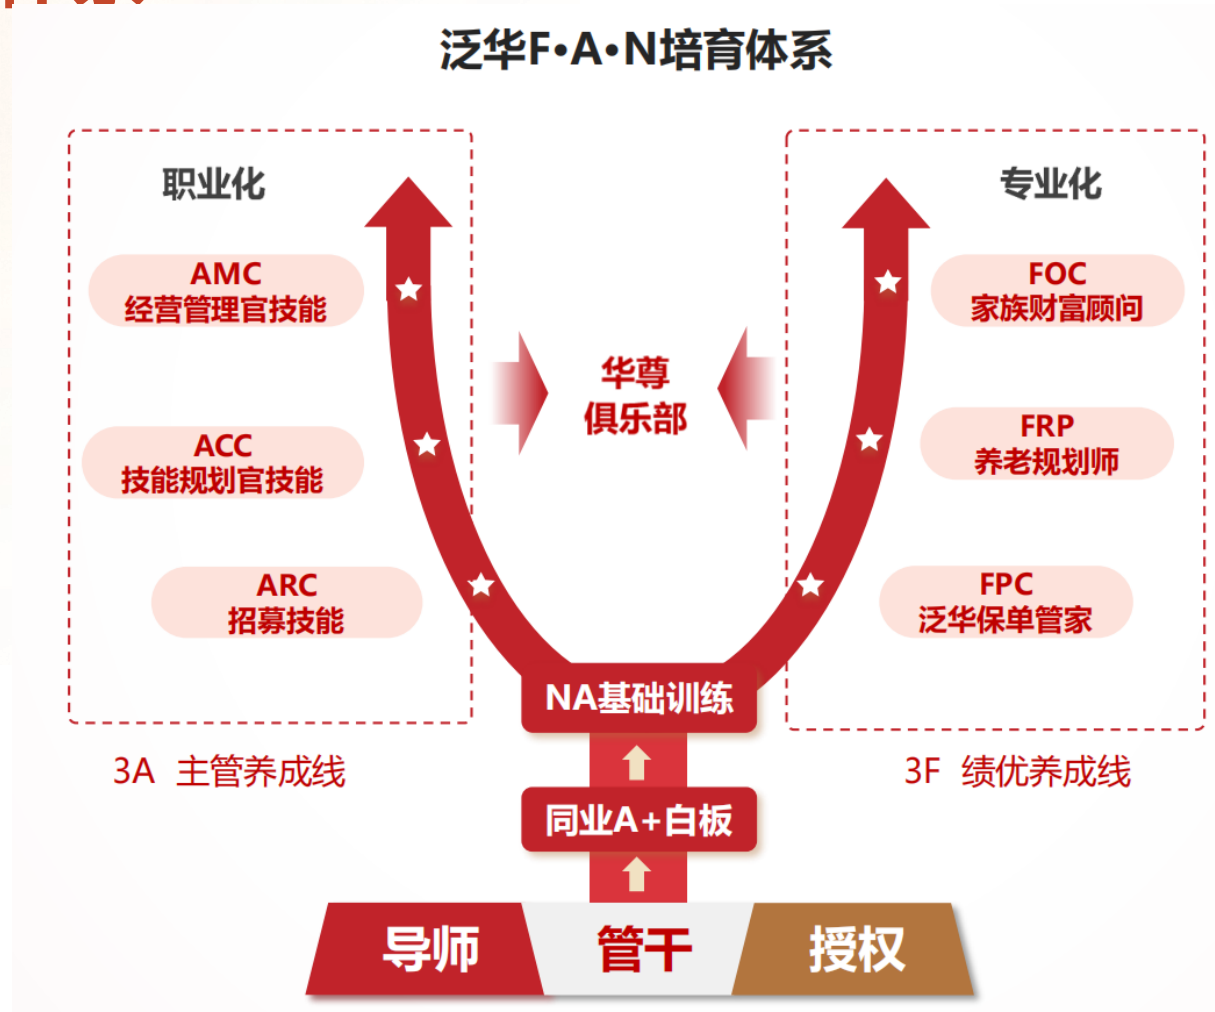 泛华F·A·N培育体系
职业化
AMC
经营管理官技能
ACC
技能规划官技能
ARC
招募技能
3A 主管养成线
华尊
俱乐部
专业化
FOC
家族财富顾问
FRP
养老规划师
FPC
泛华保单管家
3F 绩优养成线
NA基础训练
同业A+白板
导师
管干
授权